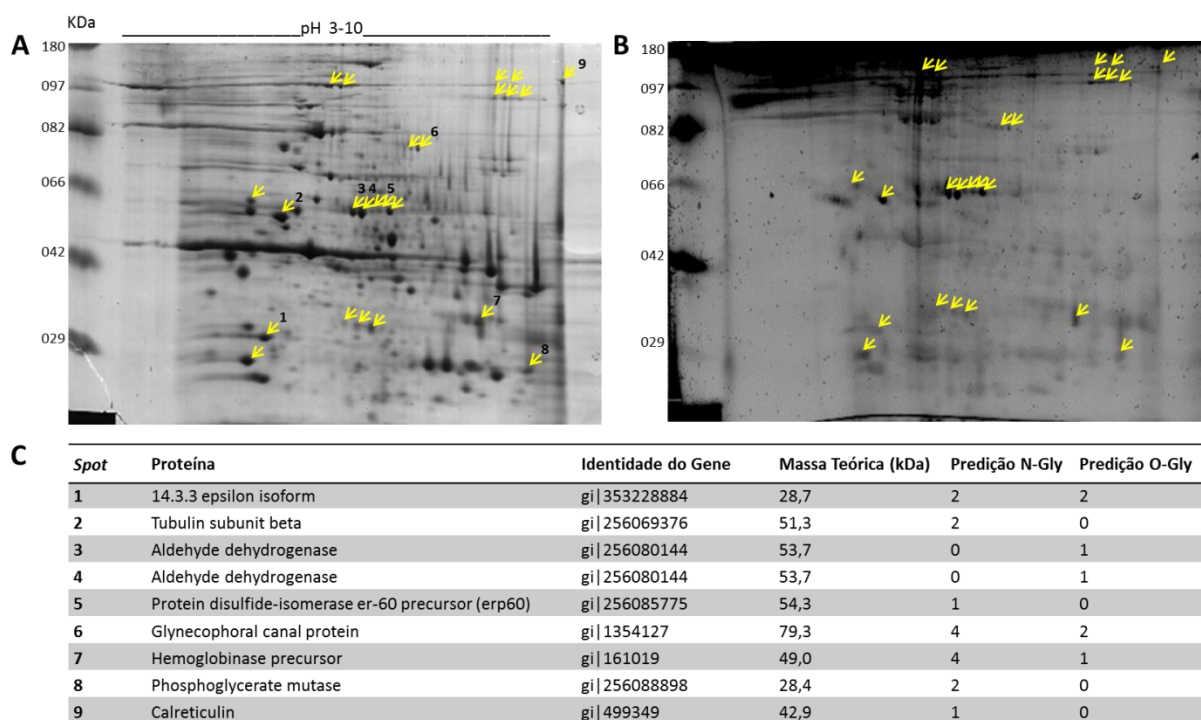 KDa
pH 3-10
A
180
097
082
066
042
029
1
2
3 4 5
6
7
8
9
B
180
097
082
066
042
029
C
Spot Proteína Identidade do Gene Massa Teórica (kDa) Predição N-Gly Predição O-Gly
1 14.3.3 epsilon isoform gi|353228884 28,7 2 2
2 Tubulin subunit beta gi|256069376 51,3 2 0
3 Aldehyde dehydrogenase gi|256080144 53,7 0 1
4 Aldehyde dehydrogenase gi|256080144 53,7 0 1
5 Protein disulfide-isomerase er-60 precursor (erp60) gi|256085775 54,3 1 0
6 Glynecophoral canal protein gi|1354127 79,3 4 2
7 Hemoglobinase precursor gi|161019 49,0 4 1
8 Phosphoglycerate mutase gi|256088898 28,4 2 0
9 Calreticulin gi|499349 42,9 1 0